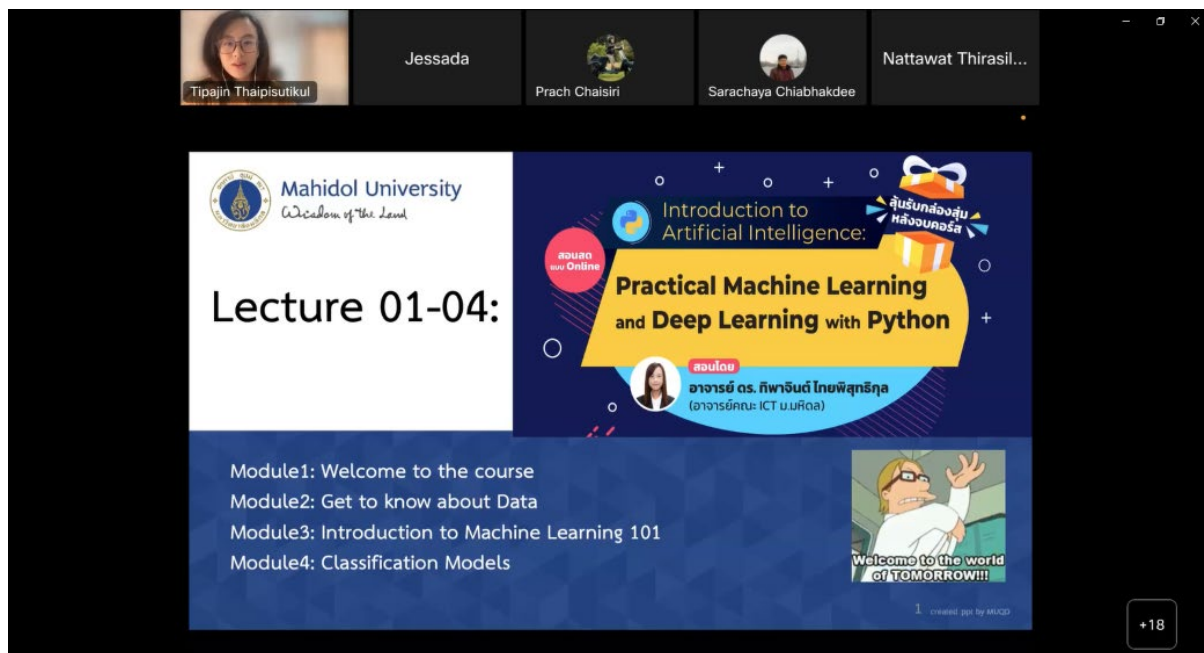 Tipajin Thaipisutikul
Jessada
Prach Chaisiri
Sarachaya Chiabhakdee
Nattawat Thirasil...
Mahidol University
Wisdom of the Land
Lecture 01-04:
Introduction to
Artificial Intelligence:
ลุ้นรับกล่องสุ่ม
หลังจบคอร์ส
สอนสด
แบบ Online
Practical Machine Learning
and Deep Learning with Python
สอนโดย
อาจารย์ ดร. ทิพาจินต์ ไทยพิสุทธิกุล
(อาจารย์คณะ ICT ม.มหิดล)
Module1: Welcome to the course
Module2: Get to know about Data
Module3: Introduction to Machine Learning 101
Module4: Classification Models
Welcome to the world
of TOMORROW!!!
1 created ppt by MUQD
+18